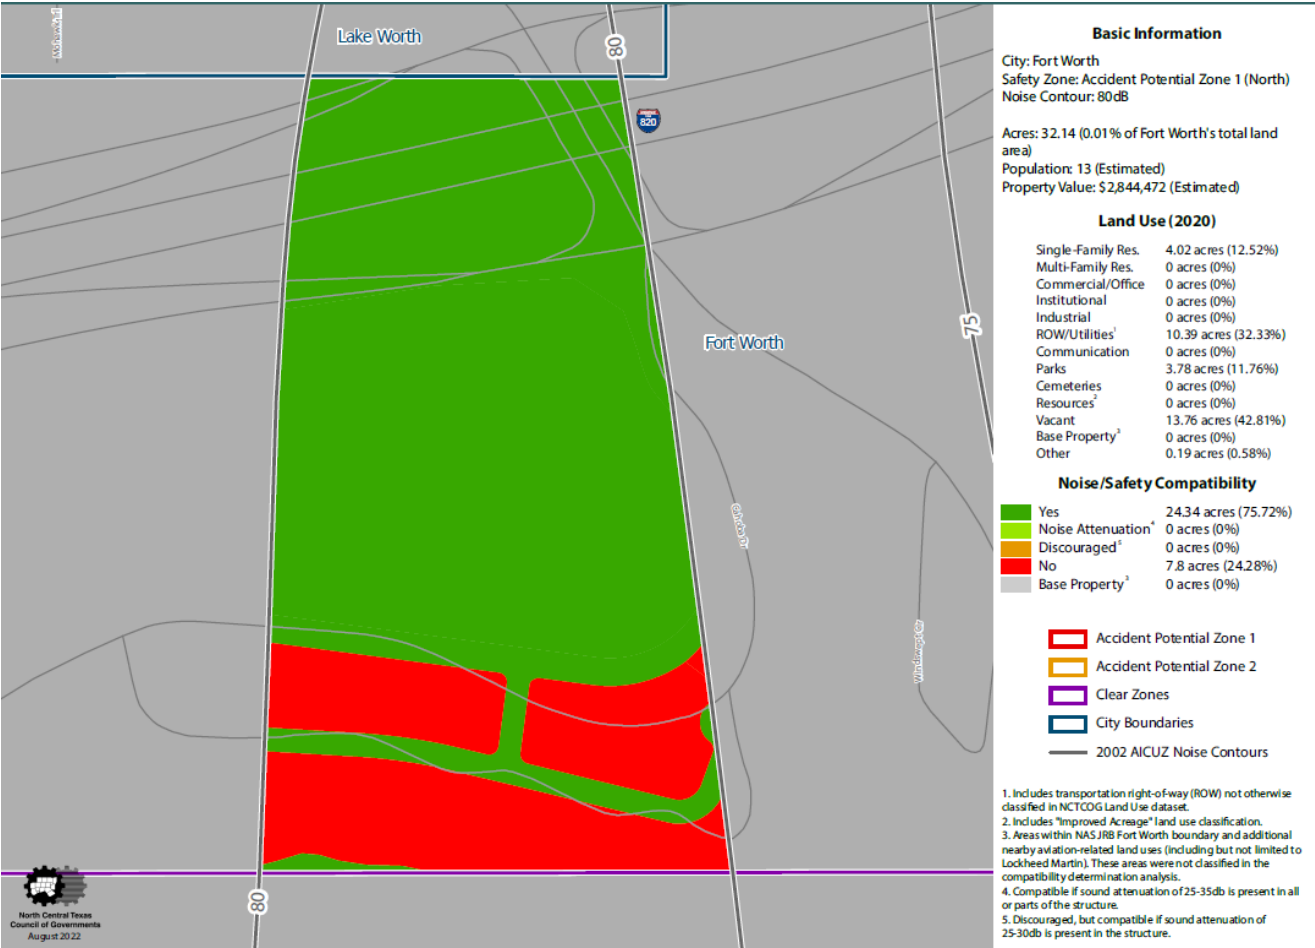 Mohawk Trl
Lake Worth
80
820
Fort Worth
75
Cahoba Dr
Windswept Cir
80
North Central Texas
Council of Governments
August 2022
Basic Information
City: Fort Worth
Safety Zone: Accident Potential Zone 1 (North)
Noise Contour: 80dB
Acres: 32.14 (0.01% of Fort Worth's total land
area)
Population: 13 (Estimated)
Property Value: $2,844,472 (Estimated)
Land Use (2020)
Single-Family Res. 4.02 acres (12.52%)
Multi-Family Res. 0 acres (0%)
Commercial/Office 0 acres (0%)
Institutional 0 acres (0%)
Industrial 0 acres (0%)
ROW/Utilities¹ 10.39 acres (32.33%)
Communication 0 acres (0%)
Parks 3.78 acres (11.76%)
Cemeteries 0 acres (0%)
Resources² 0 acres (0%)
Vacant 13.76 acres (42.81%)
Base Property³ 0 acres (0%)
Other 0.19 acres (0.58%)
Noise/Safety Compatibility
Yes 24.34 acres (75.72%)
Noise Attenuation⁴ 0 acres (0%)
Discouraged⁵ 0 acres (0%)
No 7.8 acres (24.28%)
Base Property³ 0 acres (0%)
Accident Potential Zone 1
Accident Potential Zone 2
Clear Zones
City Boundaries
2002 AICUZ Noise Contours
1. Includes transportation right-of-way (ROW) not otherwise
classified in NCTCOG Land Use dataset.
2. Includes "Improved Acreage" land use classification.
3. Areas within NAS JRB Fort Worth boundary and additional
nearby aviation-related land uses (including but not limited to
Lockheed Martin). These areas were not classified in the
compatibility determination analysis.
4. Compatible if sound attenuation of 25-35db is present in all
or parts of the structure.
5. Discouraged, but compatible if sound attenuation of
25-30db is present in the structure.